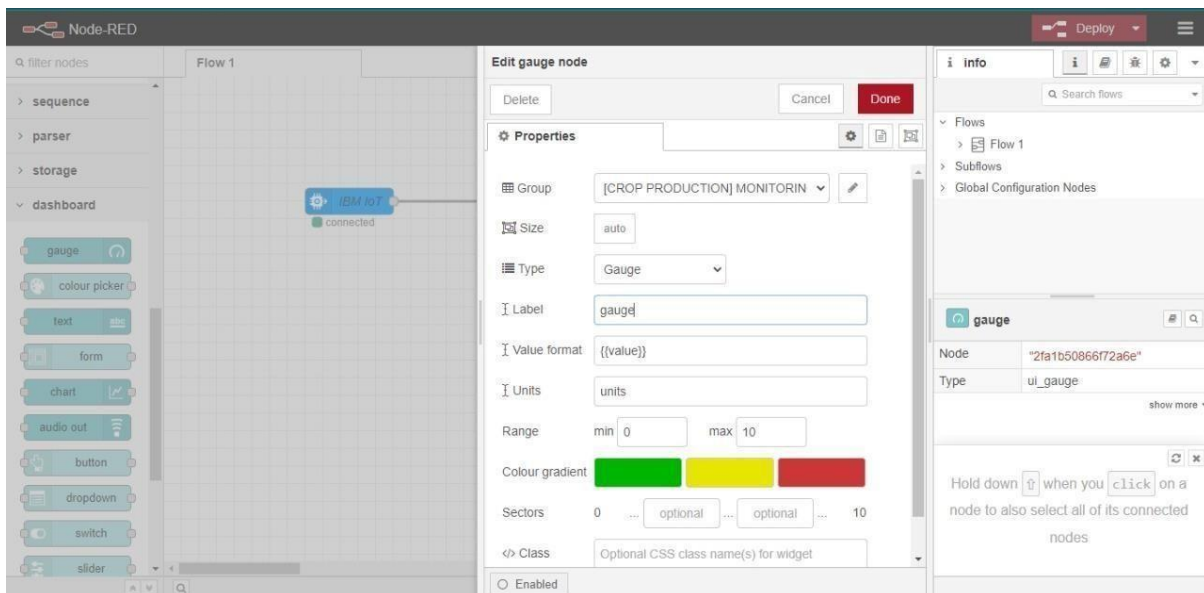 Node-RED
Deploy
filter nodes
sequence
parser
storage
dashboard
gauge
colour picker
text
abc
form
chart
audio out
button
dropdown
switch
slider
Flow 1
IBM IoT
connected
Edit gauge node
Delete
Cancel
Done
Properties
Group
[CROP PRODUCTION] MONITORIN
Size
auto
Type
Gauge
Label
gauge
Value format
{{value}}
Units
units
Range
min 0
max 10
Colour gradient
Sectors
0 ... optional ... optional ... 10
</> Class
Optional CSS class name(s) for widget
Enabled
i info
i
Search flows
Flows
Flow 1
Subflows
Global Configuration Nodes
gauge
Node "2fa1b50866f72a6e"
Type ui_gauge
show more
Hold down ⇧ when you click on a
node to also select all of its connected
nodes